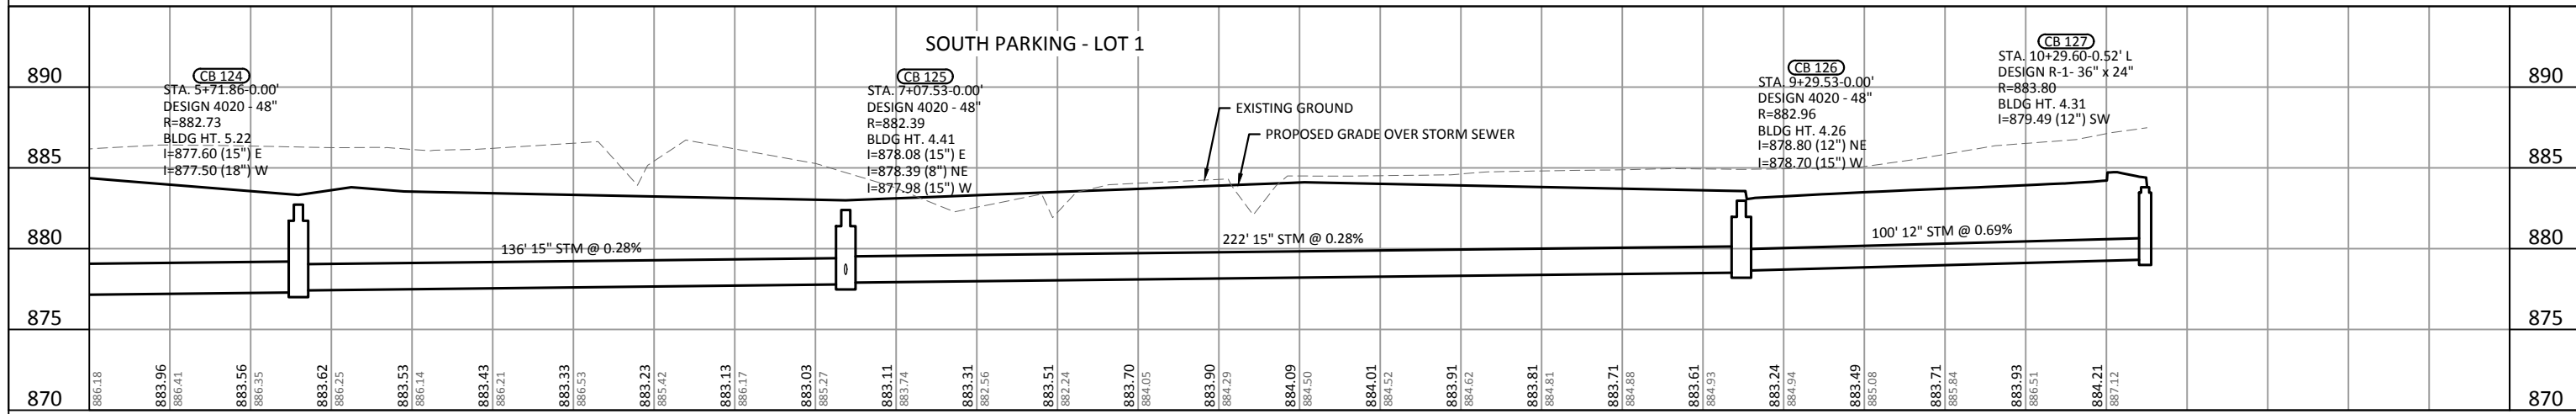 SOUTH PARKING - LOT 1
890
885
880
875
870
CB 124
STA. 5+71.86-0.00'
DESIGN 4020 - 48"
R=882.73
BLDG HT. 5.22
I=877.60 (15") E
I=877.50 (18") W
CB 125
STA. 7+07.53-0.00'
DESIGN 4020 - 48"
R=882.39
BLDG HT. 4.41
I=878.08 (15") E
I=878.39 (8") NE
I=877.98 (15") W
EXISTING GROUND
PROPOSED GRADE OVER STORM SEWER
CB 126
STA. 9+29.53-0.00'
DESIGN 4020 - 48"
R=882.96
BLDG HT. 4.26
I=878.80 (12") NE
I=878.70 (15") W
CB 127
STA. 10+29.60-0.52' L
DESIGN R-1- 36" x 24"
R=883.80
BLDG HT. 4.31
I=879.49 (12") SW
890
885
880
875
870
136' 15" STM @ 0.28%
222' 15" STM @ 0.28%
100' 12" STM @ 0.69%
886.18
883.96
886.41
883.56
886.35
883.62
886.25
883.53
886.14
883.43
886.21
883.33
886.53
883.23
885.42
883.13
886.17
883.03
885.27
883.11
883.74
883.31
882.56
883.51
882.24
883.70
884.05
883.90
884.29
884.09
884.50
884.01
884.52
883.91
884.62
883.81
884.81
883.71
884.88
883.61
884.93
883.24
884.94
883.49
885.08
883.71
885.84
883.93
886.51
884.21
887.12